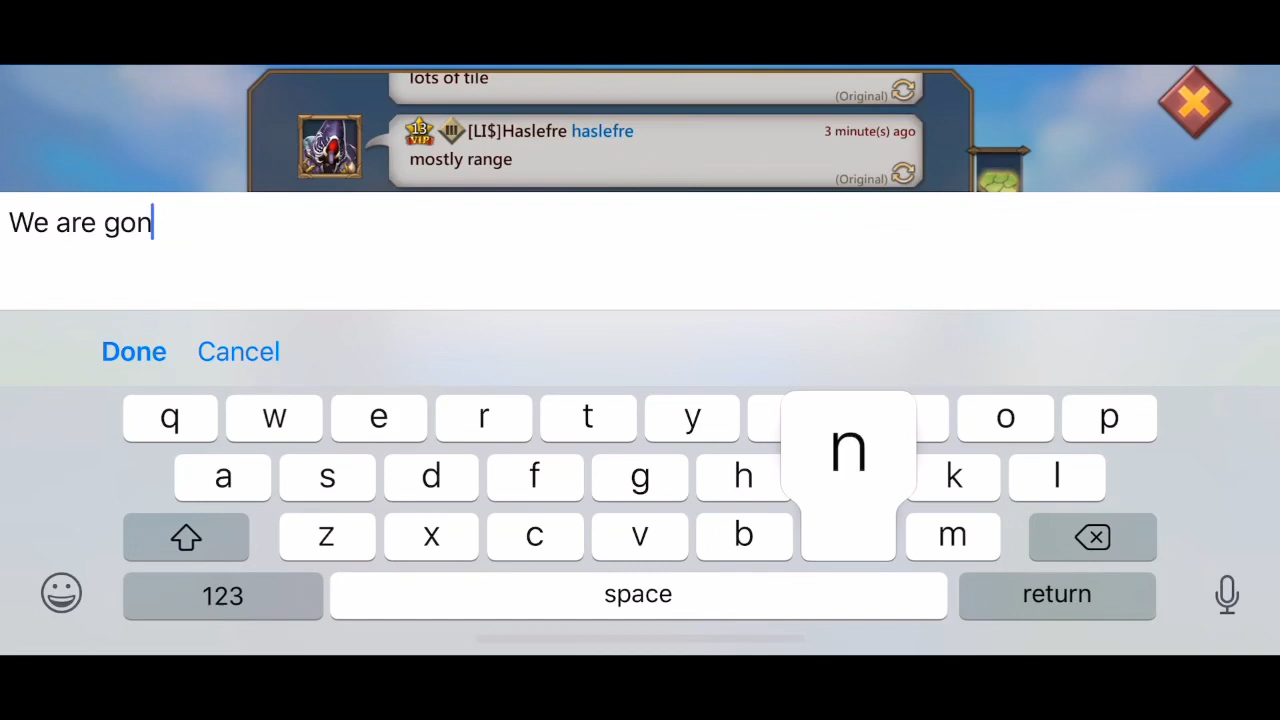 lots of tile
(Original)
13 VIP III [LI$]Haslefre haslefre 3 minute(s) ago
mostly range
(Original)
We are gon
Done Cancel
q w e r t y o p
a s d f g h n k l
z x c v b m
123 space return